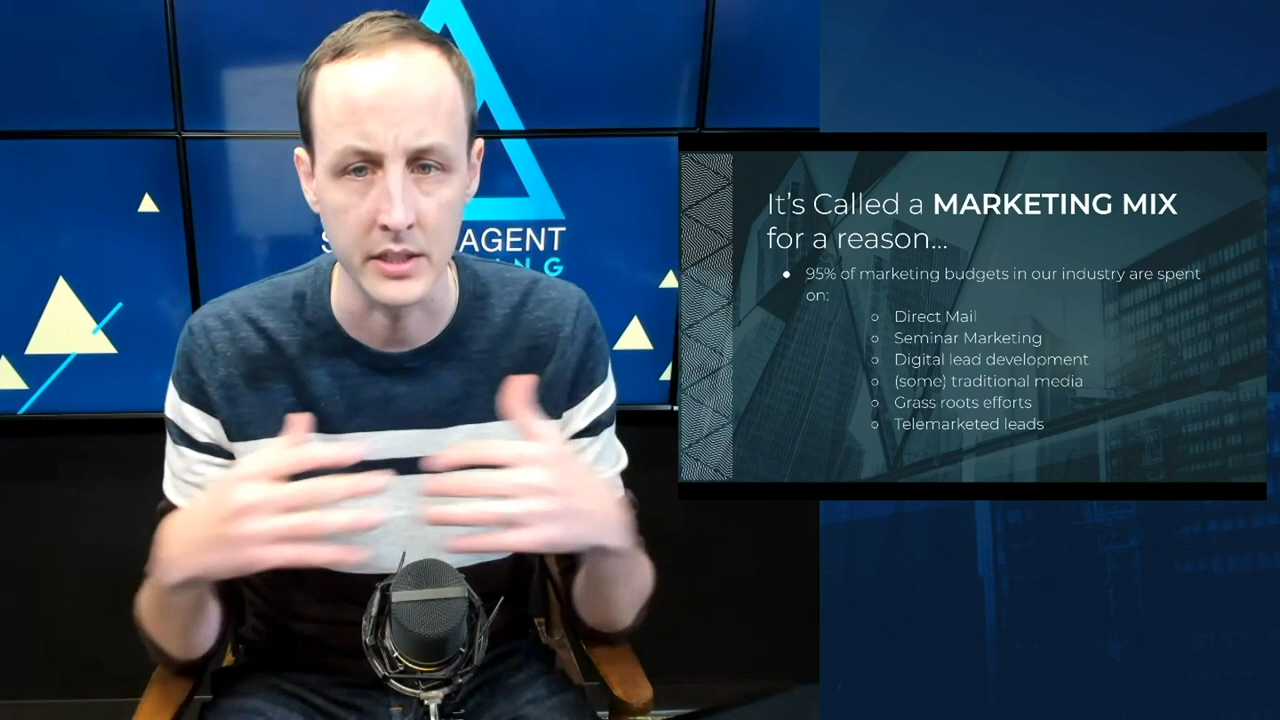 AGENT
It's Called a MARKETING MIX
for a reason...
95% of marketing budgets in our industry are spent
on:
Direct Mail
Seminar Marketing
Digital lead development
(some) traditional media
Grass roots efforts
Telemarketed leads